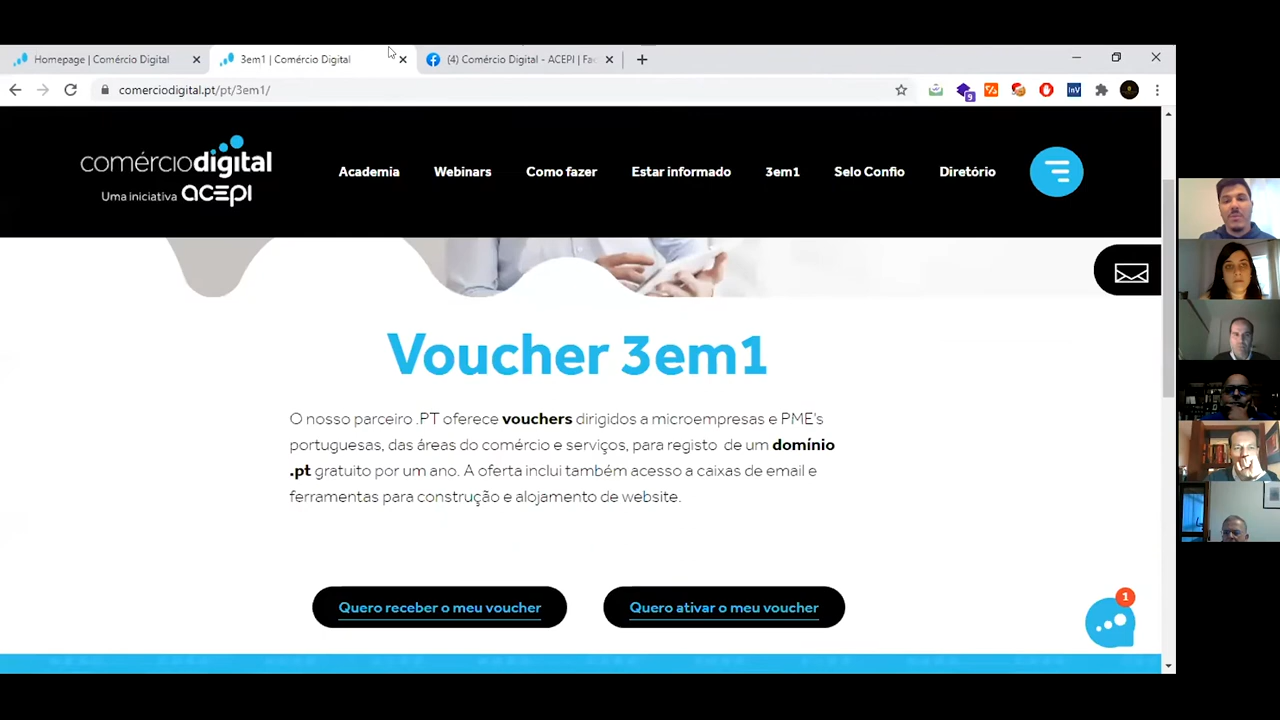 Homepage | Comércio Digital
3em1 | Comércio Digital
(4) Comércio Digital - ACEPI | Fac
comerciodigital.pt/pt/3em1/
9
InV
comérciodigital
Uma iniciativa acepi
Academia
Webinars
Como fazer
Estar informado
3em1
Selo Confio
Diretório
Voucher 3em1
O nosso parceiro .PT oferece vouchers dirigidos a microempresas e PME's
portuguesas, das áreas do comércio e serviços, para registo de um domínio
.pt gratuito por um ano. A oferta inclui também acesso a caixas de email e
ferramentas para construção e alojamento de website.
Quero receber o meu voucher
Quero ativar o meu voucher
1